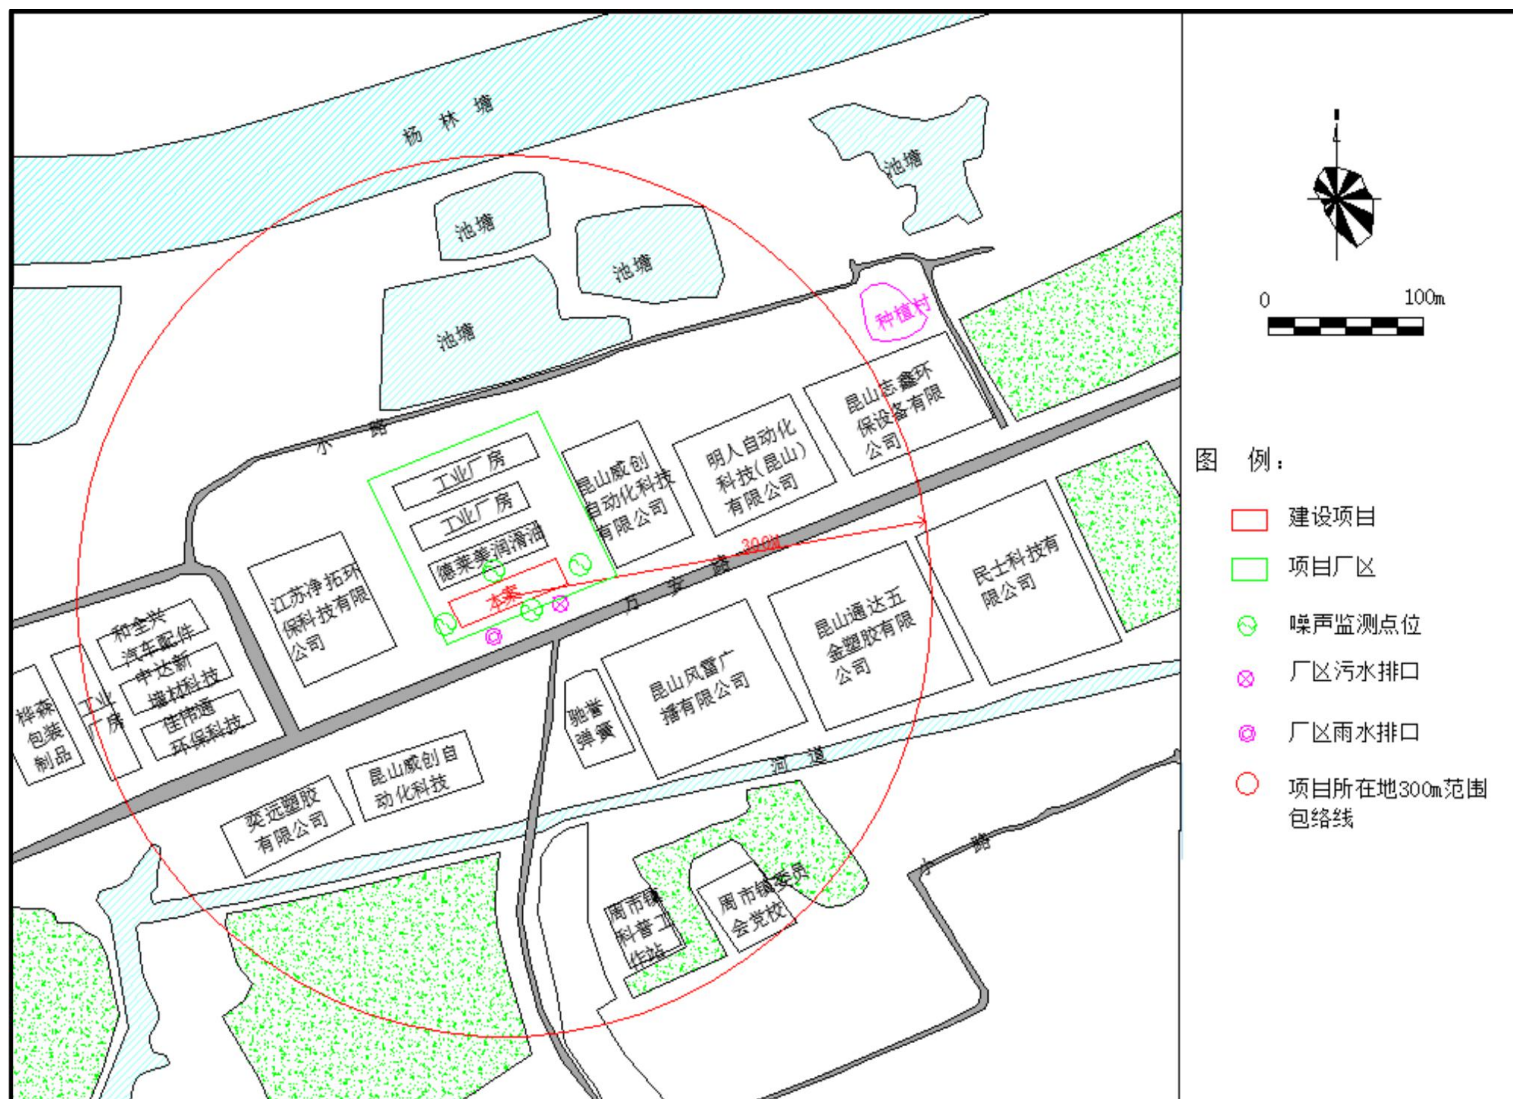 杨林塘
池塘
池塘
池塘
池塘
种植村
小路
工业厂房
工业厂房
德莱美润滑油
本案
昆山威创
自动化科技
有限公司
明人自动化
科技(昆山)
有限公司
昆山志鑫环
保设备有限
公司
300M
万安路
江苏净拓环
保科技有限
公司
和全兴
汽车配件
中达新
墙材科技
佳伟通
环保科技
工业
厂房
桦森
包装
制品
民士科技有
限公司
昆山通达五
金塑胶有限
公司
昆山风雷广
播有限公司
驰誉
弹簧
昆山威创自
动化科技
奕远塑胶
有限公司
河道
小路
周市镇
科普工
作站
周市镇委员
会党校
0
100m
图 例：
建设项目
项目厂区
噪声监测点位
厂区污水排口
厂区雨水排口
项目所在地300m范围
包络线